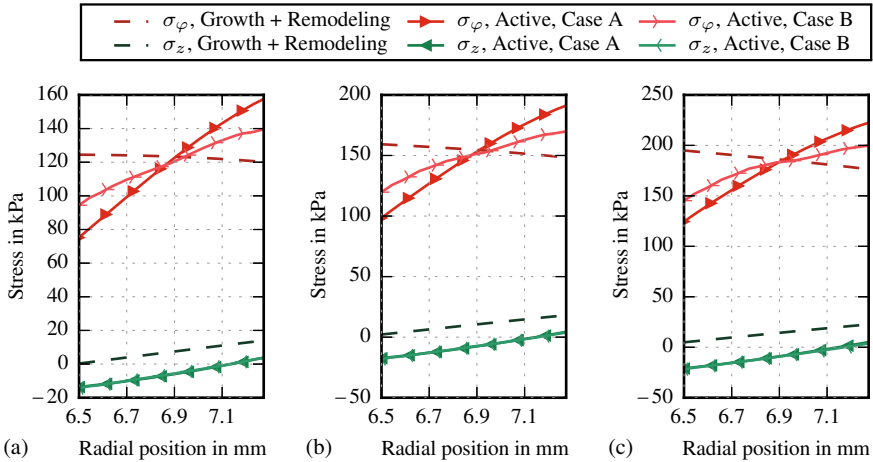 σφ, Growth + Remodeling σφ, Active, Case A σφ, Active, Case B
σz, Growth + Remodeling σz, Active, Case A σz, Active, Case B
160
140
120
100
80
60
40
20
0
−20
Stress in kPa
6.5 6.7 6.9 7.1
(a) Radial position in mm
200
150
100
50
0
−50
Stress in kPa
6.5 6.7 6.9 7.1
(b) Radial position in mm
250
200
150
100
50
0
−50
Stress in kPa
6.5 6.7 6.9 7.1
(c) Radial position in mm